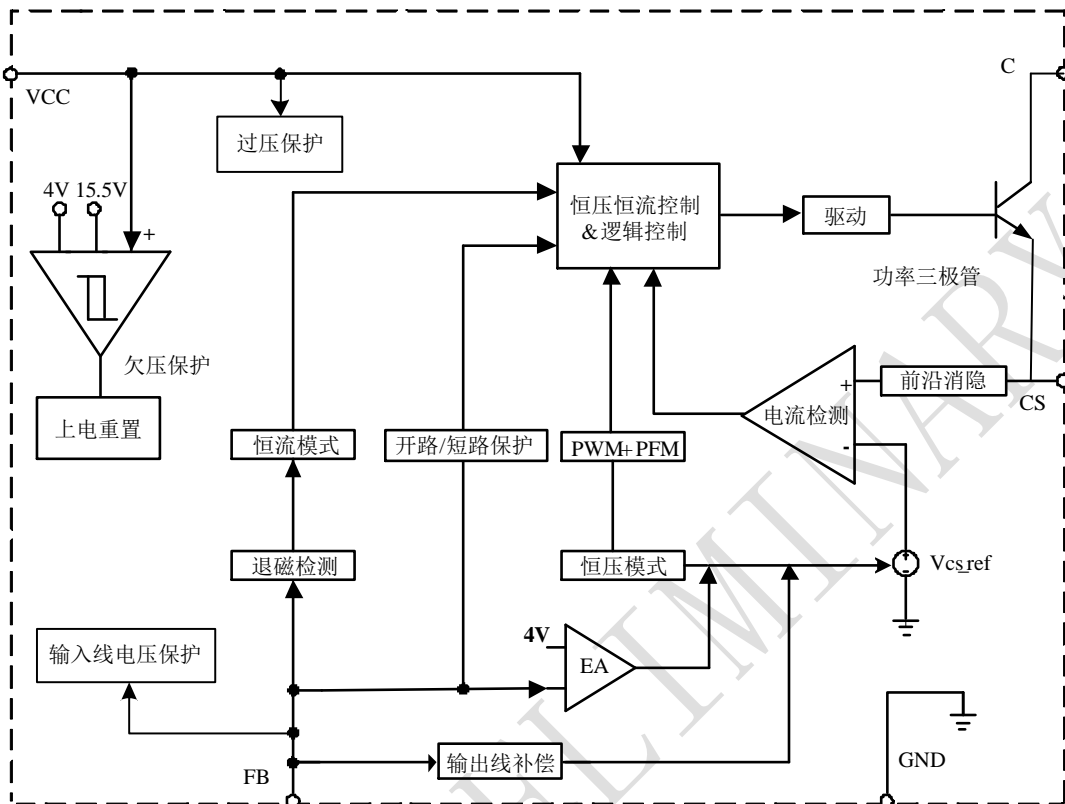 C
VCC
过压保护
4V 15.5V
+
恒压恒流控制
&逻辑控制
驱动
功率三极管
欠压保护
上电重置
恒流模式
开路/短路保护
PWM+PFM
+
电流检测
-
前沿消隐
CS
退磁检测
恒压模式
+
-
Vcs_ref
输入线电压保护
4V
EA
FB
输出线补偿
GND
ELIMINARY